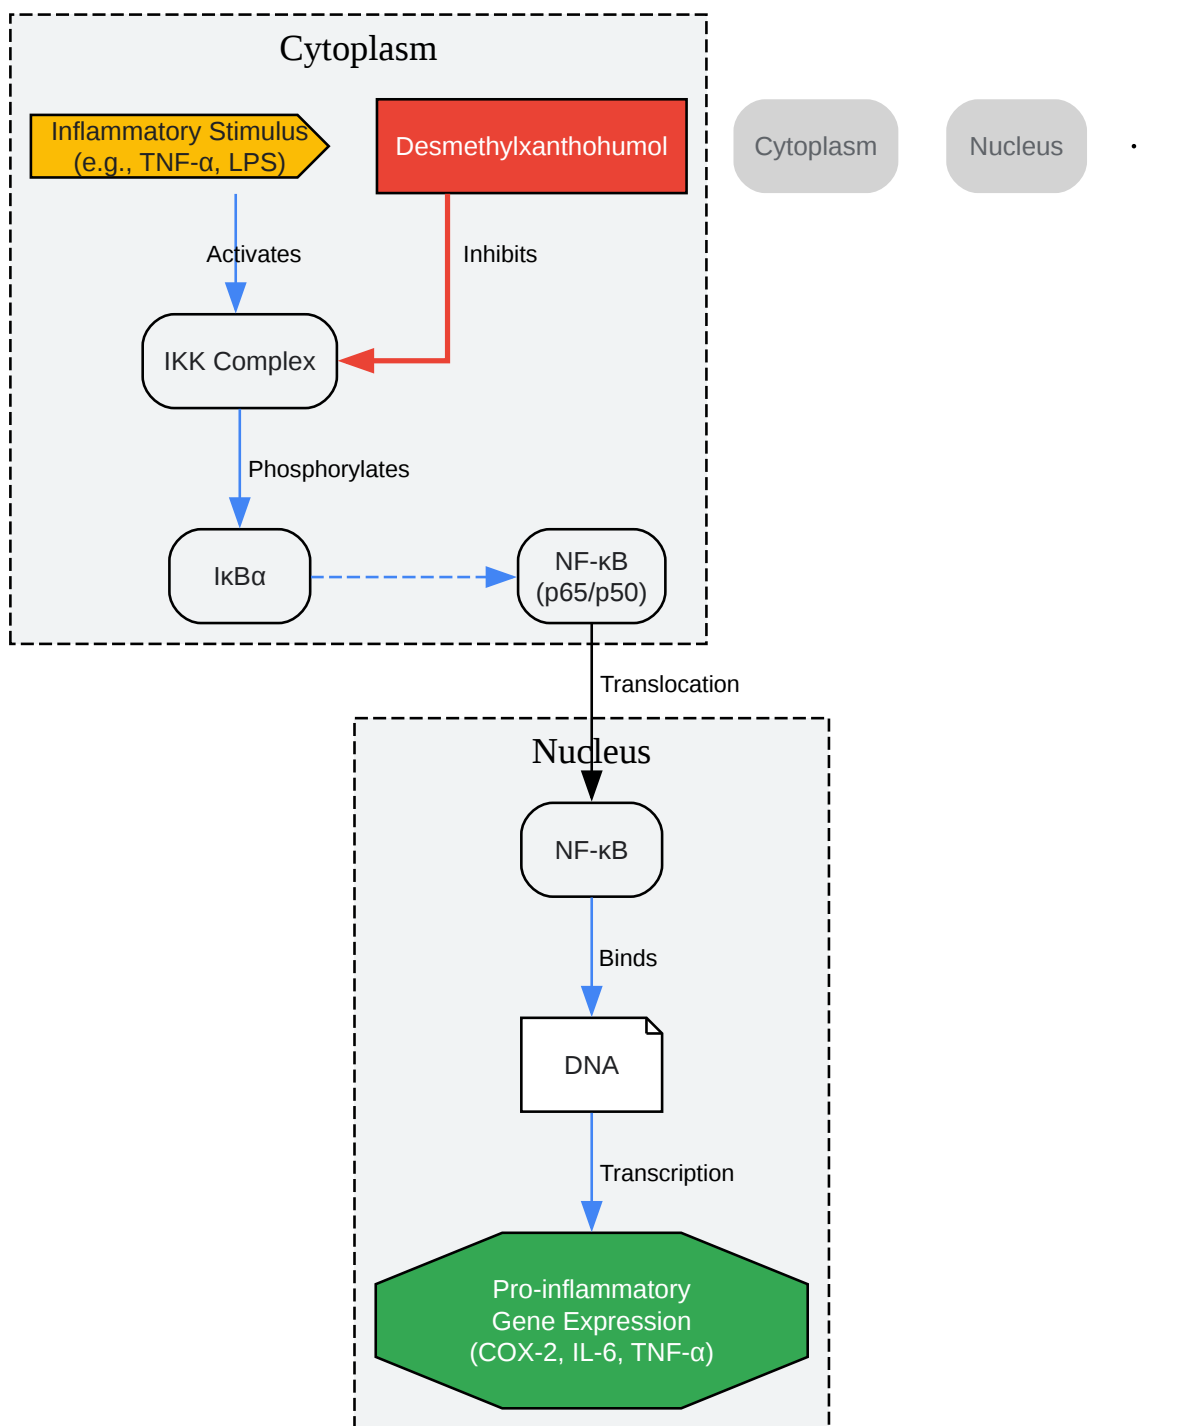 Cytoplasm
Inflammatory Stimulus
(e.g., TNF-α, LPS)
Desmethylxanthohumol
Cytoplasm
Nucleus
Activates
Inhibits
IKK Complex
Phosphorylates
IκBα
NF-κB
(p65/p50)
Translocation
Nucleus
NF-κB
Binds
DNA
Transcription
Pro-inflammatory
Gene Expression
(COX-2, IL-6, TNF-α)